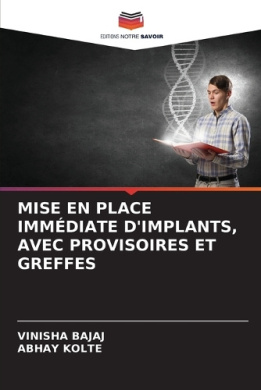 EDITIONS NOTRE SAVOIR
MISE EN PLACE
IMMÉDIATE D'IMPLANTS,
AVEC PROVISOIRES ET
GREFFES
VINISHA BAJAJ
ABHAY KOLTE